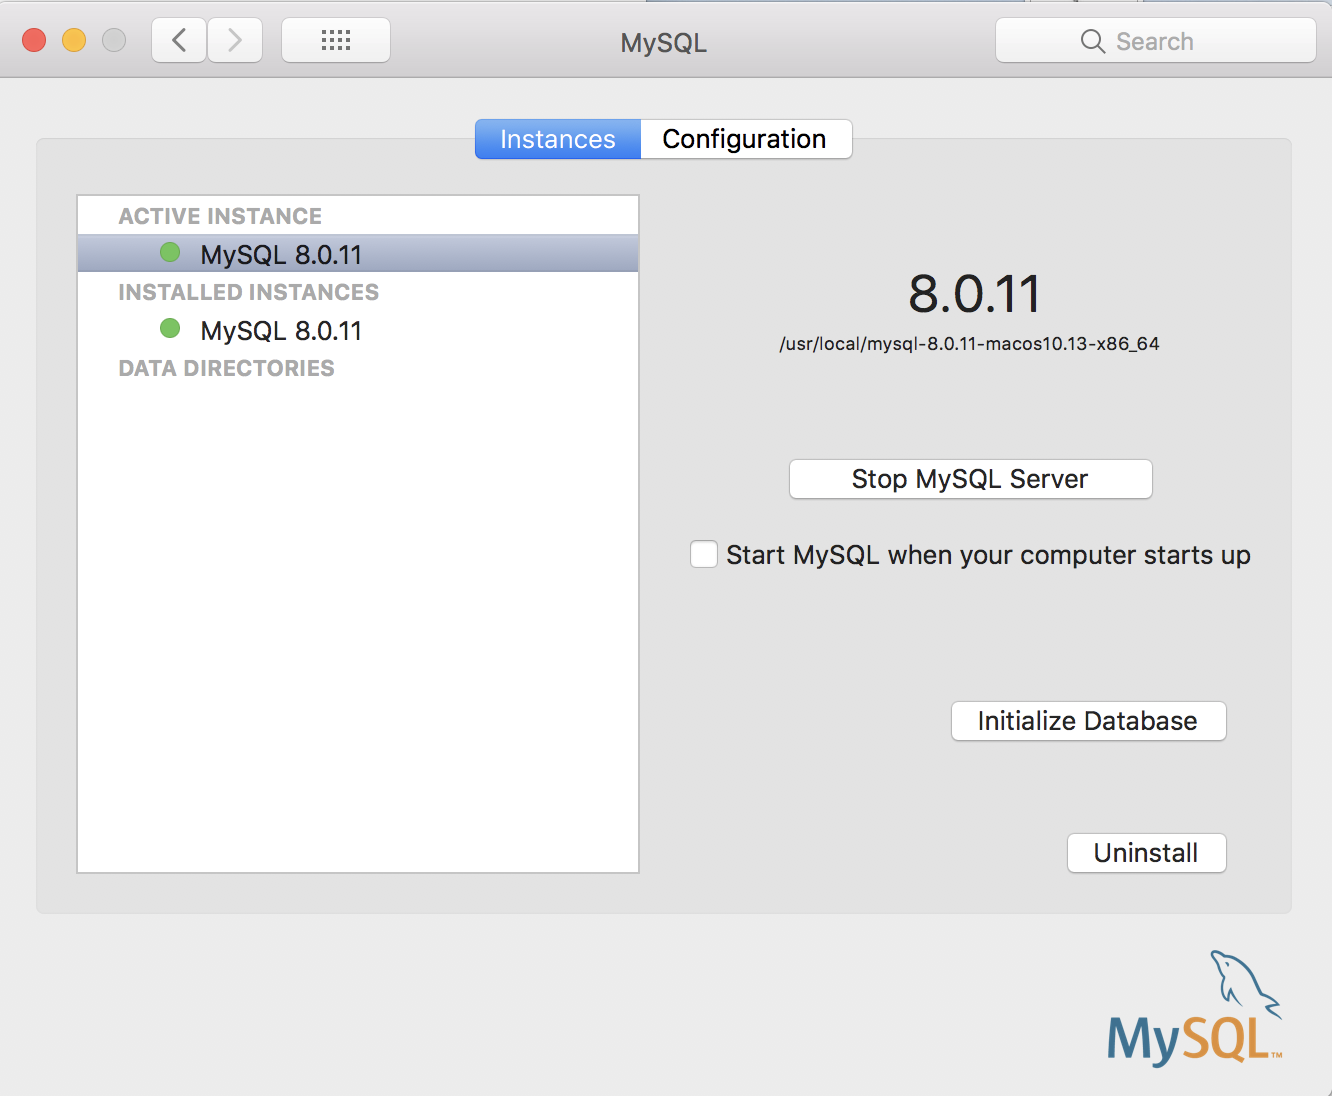 MySQL
Search
Instances
Configuration
ACTIVE INSTANCE
MySQL 8.0.11
INSTALLED INSTANCES
MySQL 8.0.11
DATA DIRECTORIES
8.0.11
/usr/local/mysql-8.0.11-macos10.13-x86_64
Stop MySQL Server
Start MySQL when your computer starts up
Initialize Database
Uninstall
MySQL™